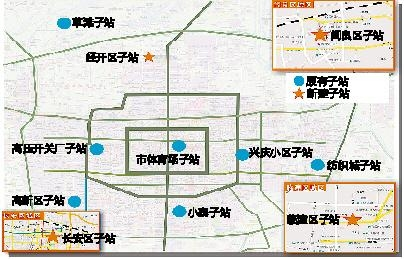 草滩子站
经开区子站
阎良区子站
原有子站
新建子站
高压开关厂子站
市体育场子站
兴庆小区子站
纺织城子站
高新区子站
小寨子站
临潼区子站
长安区子站